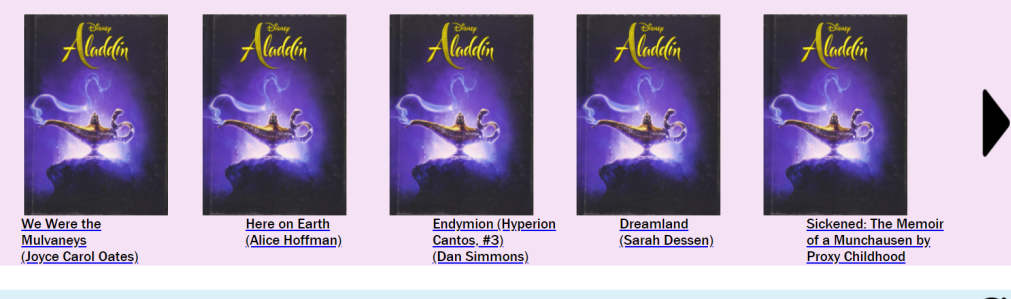 Disney
Aladdin
Disney
Aladdin
Disney
Aladdin
Disney
Aladdin
Disney
Aladdin
We Were the
Mulvaneys
(Joyce Carol Oates)
Here on Earth
(Alice Hoffman)
Endymion (Hyperion
Cantos, #3)
(Dan Simmons)
Dreamland
(Sarah Dessen)
Sickened: The Memoir
of a Munchausen by
Proxy Childhood